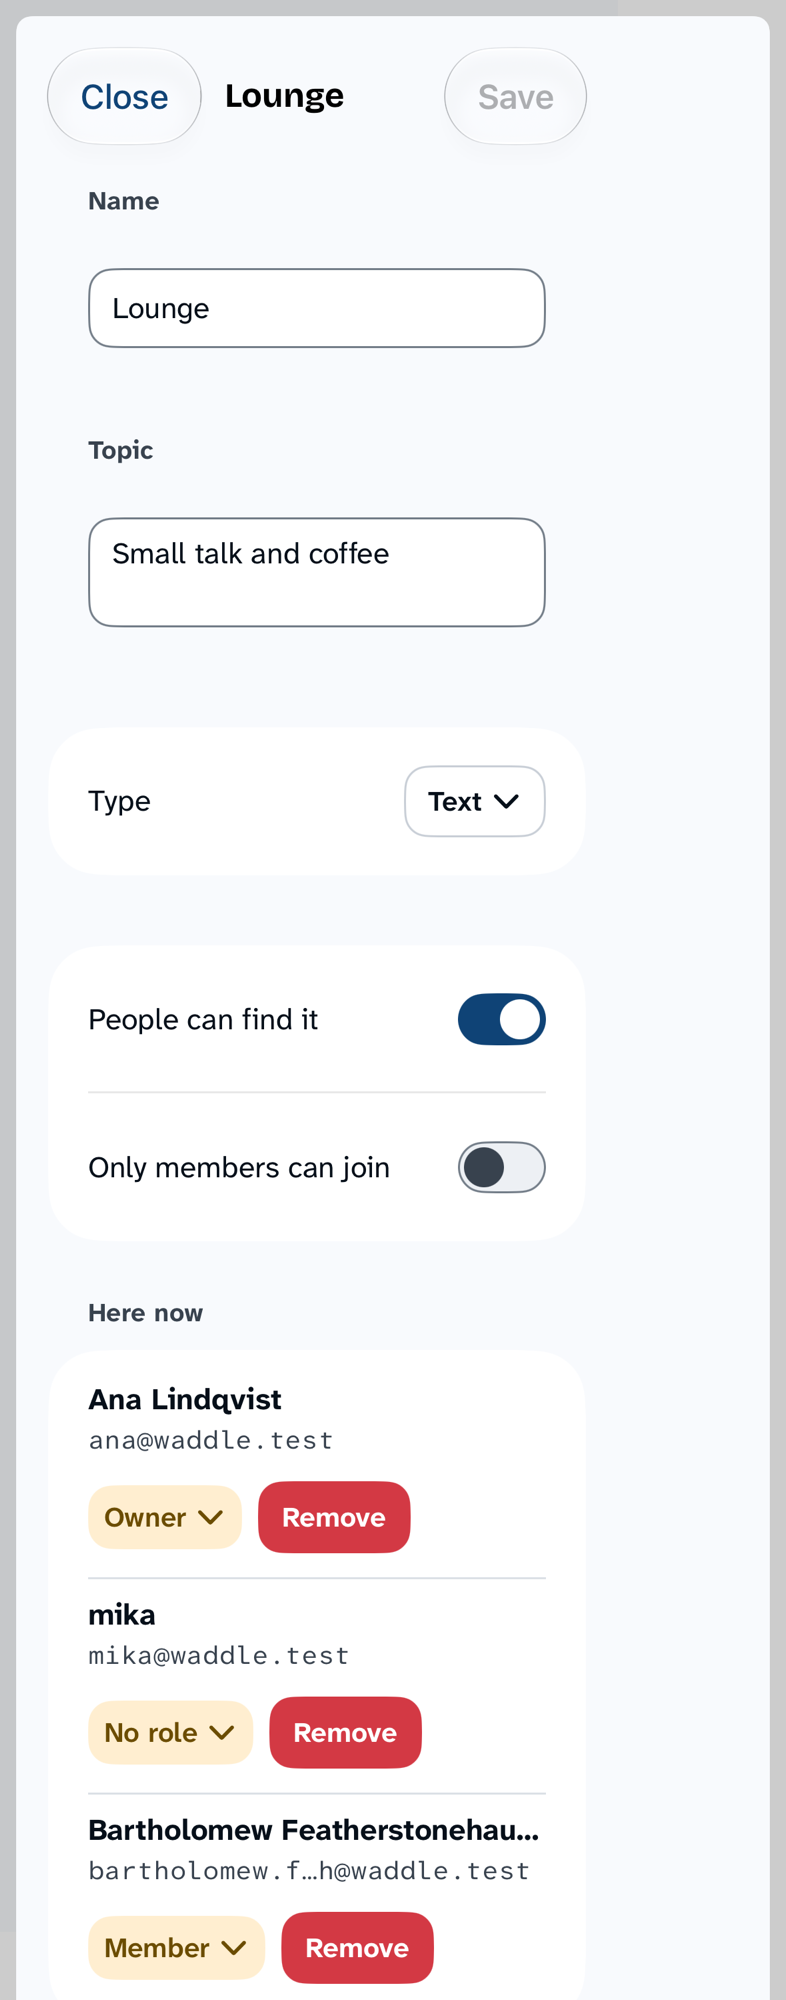 Close
Lounge
Save
Name
Lounge
Topic
Small talk and coffee
Type
Text
People can find it
Only members can join
Here now
Ana Lindqvist
ana@waddle.test
Owner
Remove
mika
mika@waddle.test
No role
Remove
Bartholomew Featherstonehau...
bartholomew.f…h@waddle.test
Member
Remove